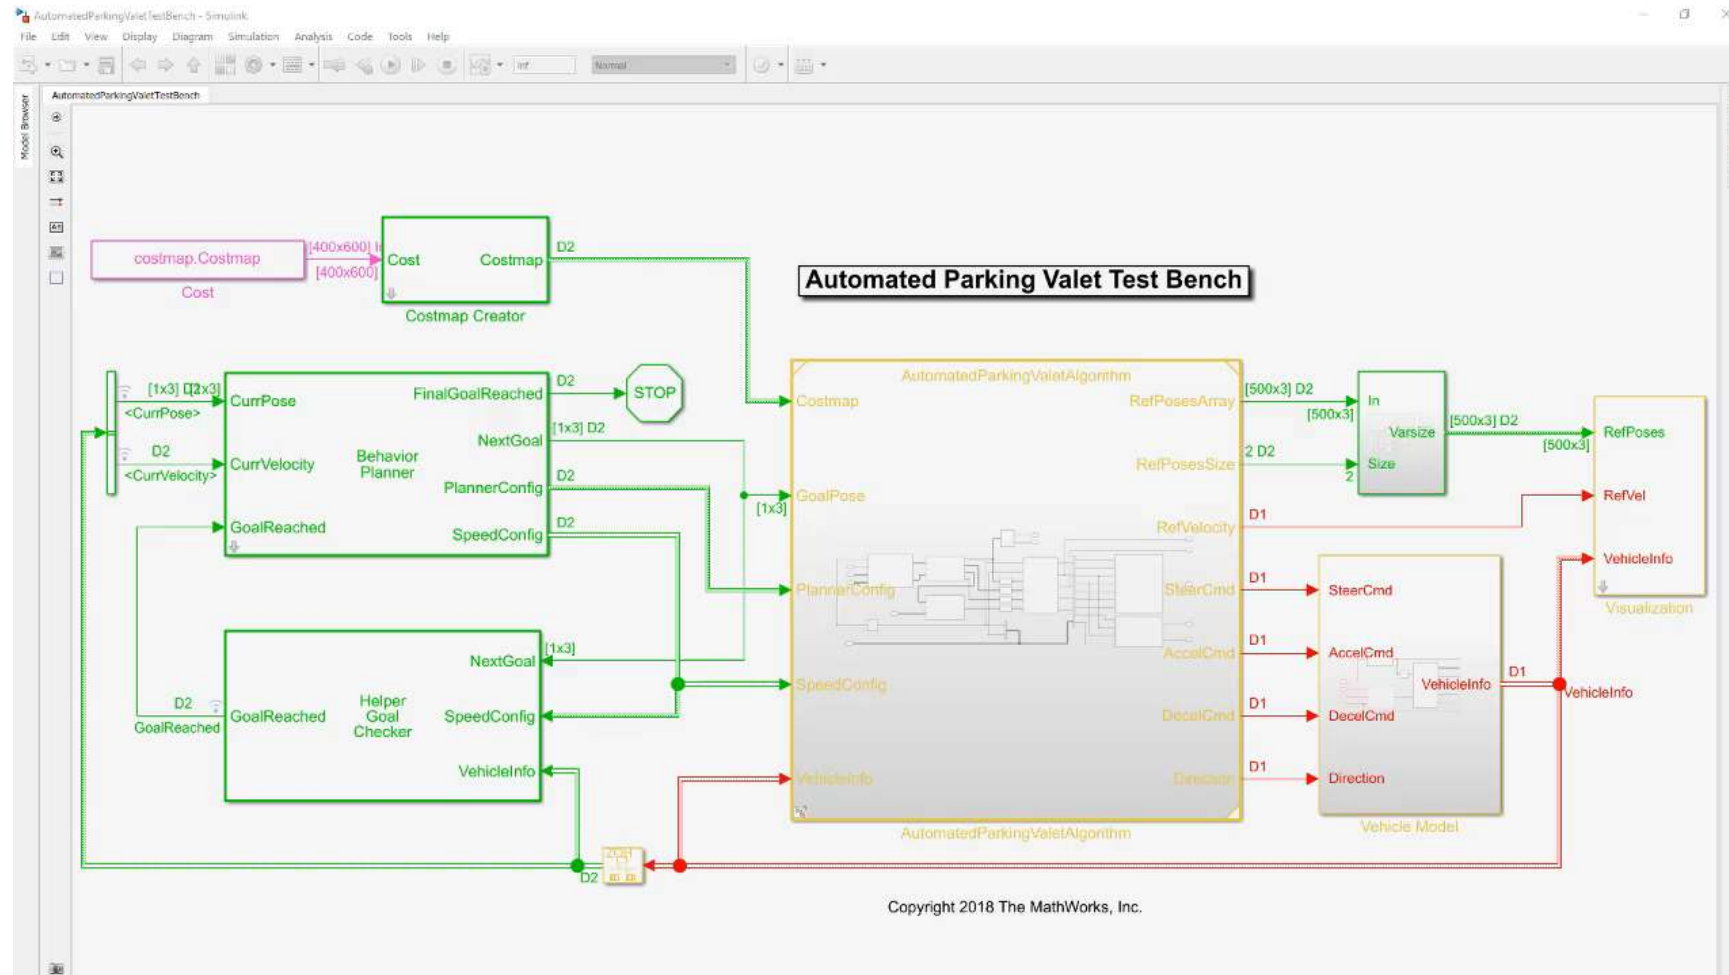 AutomatedParkingValetTestBench - Simulink
File Edit View Display Diagram Simulation Analysis Code Tools Help
Inf Normal
Model Browser
AutomatedParkingValetTestBench
costmap.Costmap
Cost
[400x600]
[400x600]
Cost Costmap
Costmap Creator
D2
Automated Parking Valet Test Bench
[1x3]
<CurrPose>
D2
<CurrVelocity>
CurrPose
CurrVelocity
GoalReached
Behavior
Planner
FinalGoalReached
NextGoal
PlannerConfig
SpeedConfig
D2
STOP
[1x3] D2
D2
D2
[1x3]
D2
GoalReached
GoalReached
Helper
Goal
Checker
NextGoal
SpeedConfig
VehicleInfo
[1x3]
AutomatedParkingValetAlgorithm
Costmap
GoalPose
PlannerConfig
SpeedConfig
VehicleInfo
RefPosesArray
RefPosesSize
RefVelocity
SteerCmd
AccelCmd
DecelCmd
Direction
AutomatedParkingValetAlgorithm
[500x3] D2
[500x3]
2 D2
2
D1
D1
D1
D1
D1
In
Size
Varsize
[500x3] D2
[500x3]
RefPoses
RefVel
VehicleInfo
Visualization
SteerCmd
AccelCmd
DecelCmd
Direction
VehicleInfo
Vehicle Model
D1
VehicleInfo
ZOH
D2
Copyright 2018 The MathWorks, Inc.